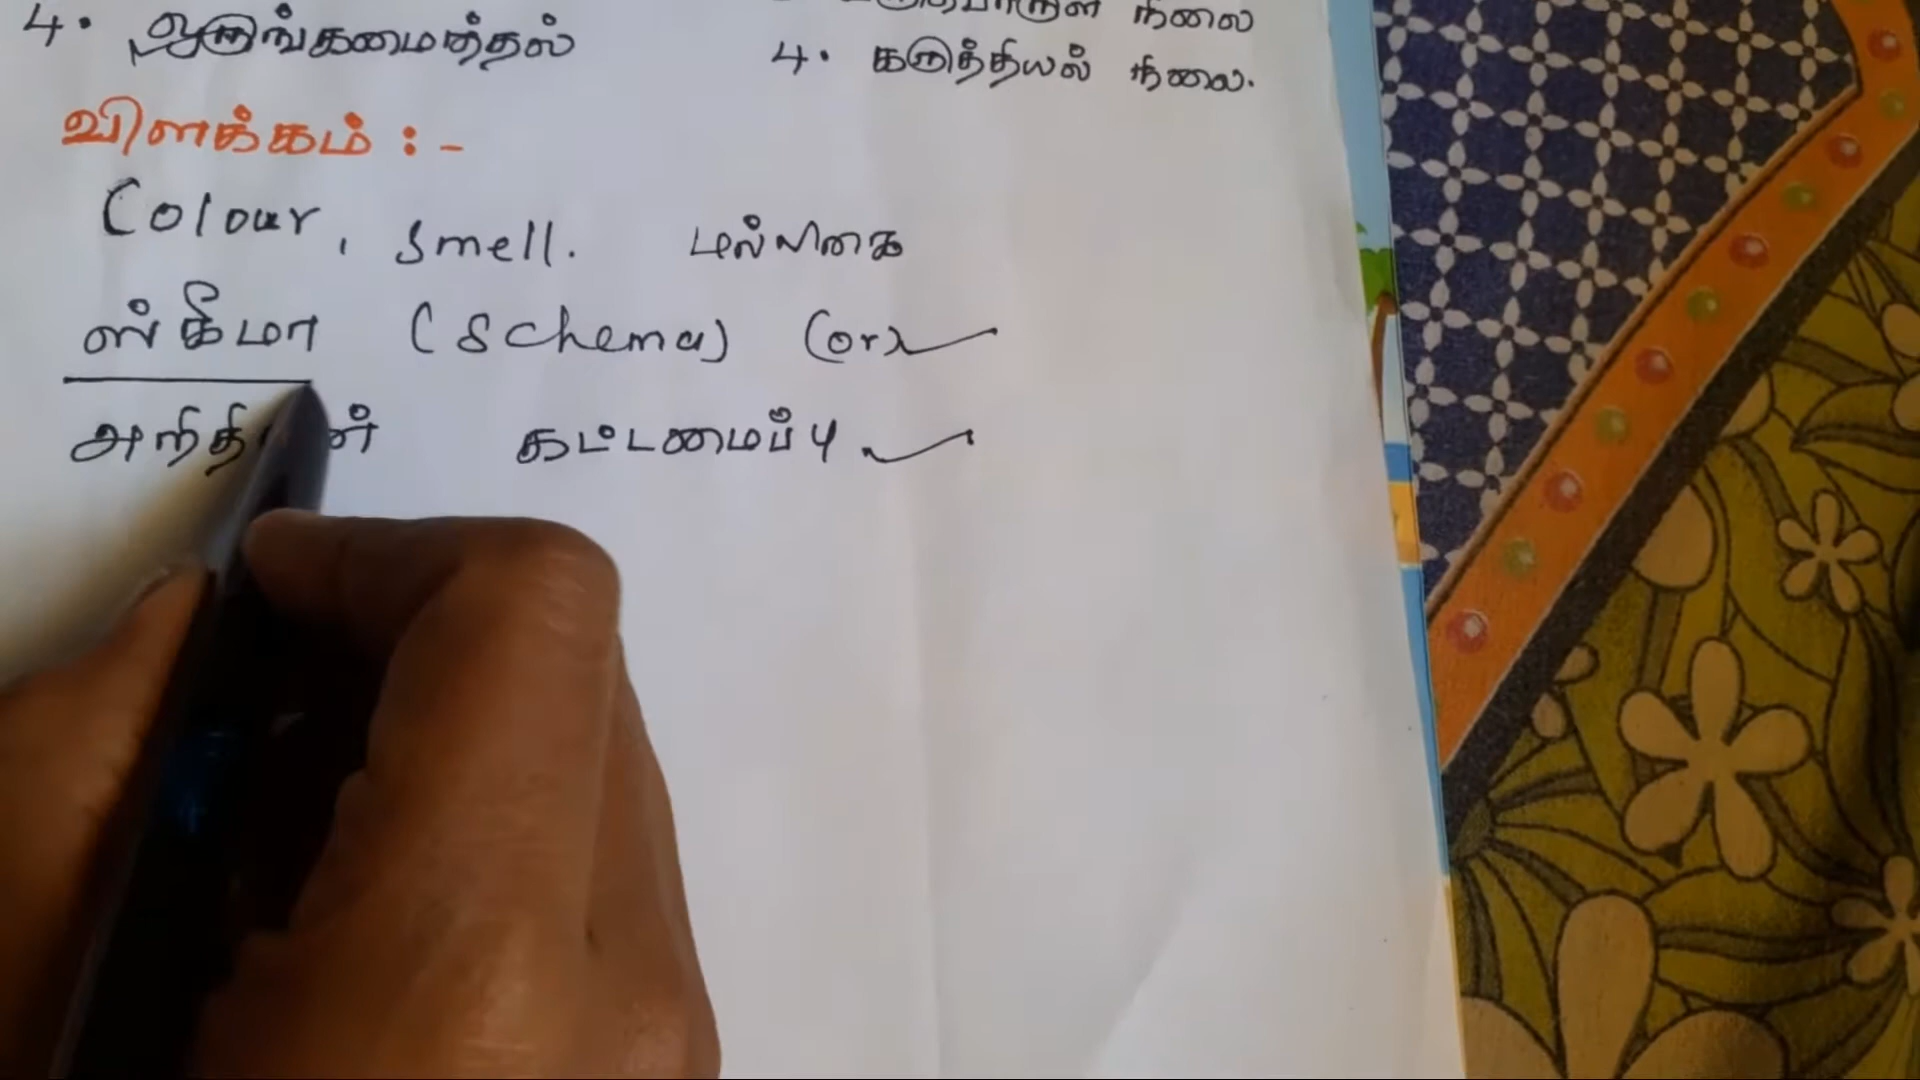 நிலை
4. ஒருங்கமைத்தல்
4. கருத்தியல் நிலை.
விளக்கம் :-
Colour, Smell. மல்லிகை
ஸ்கீமா (Schema) (or)
கட்டமைப்பு